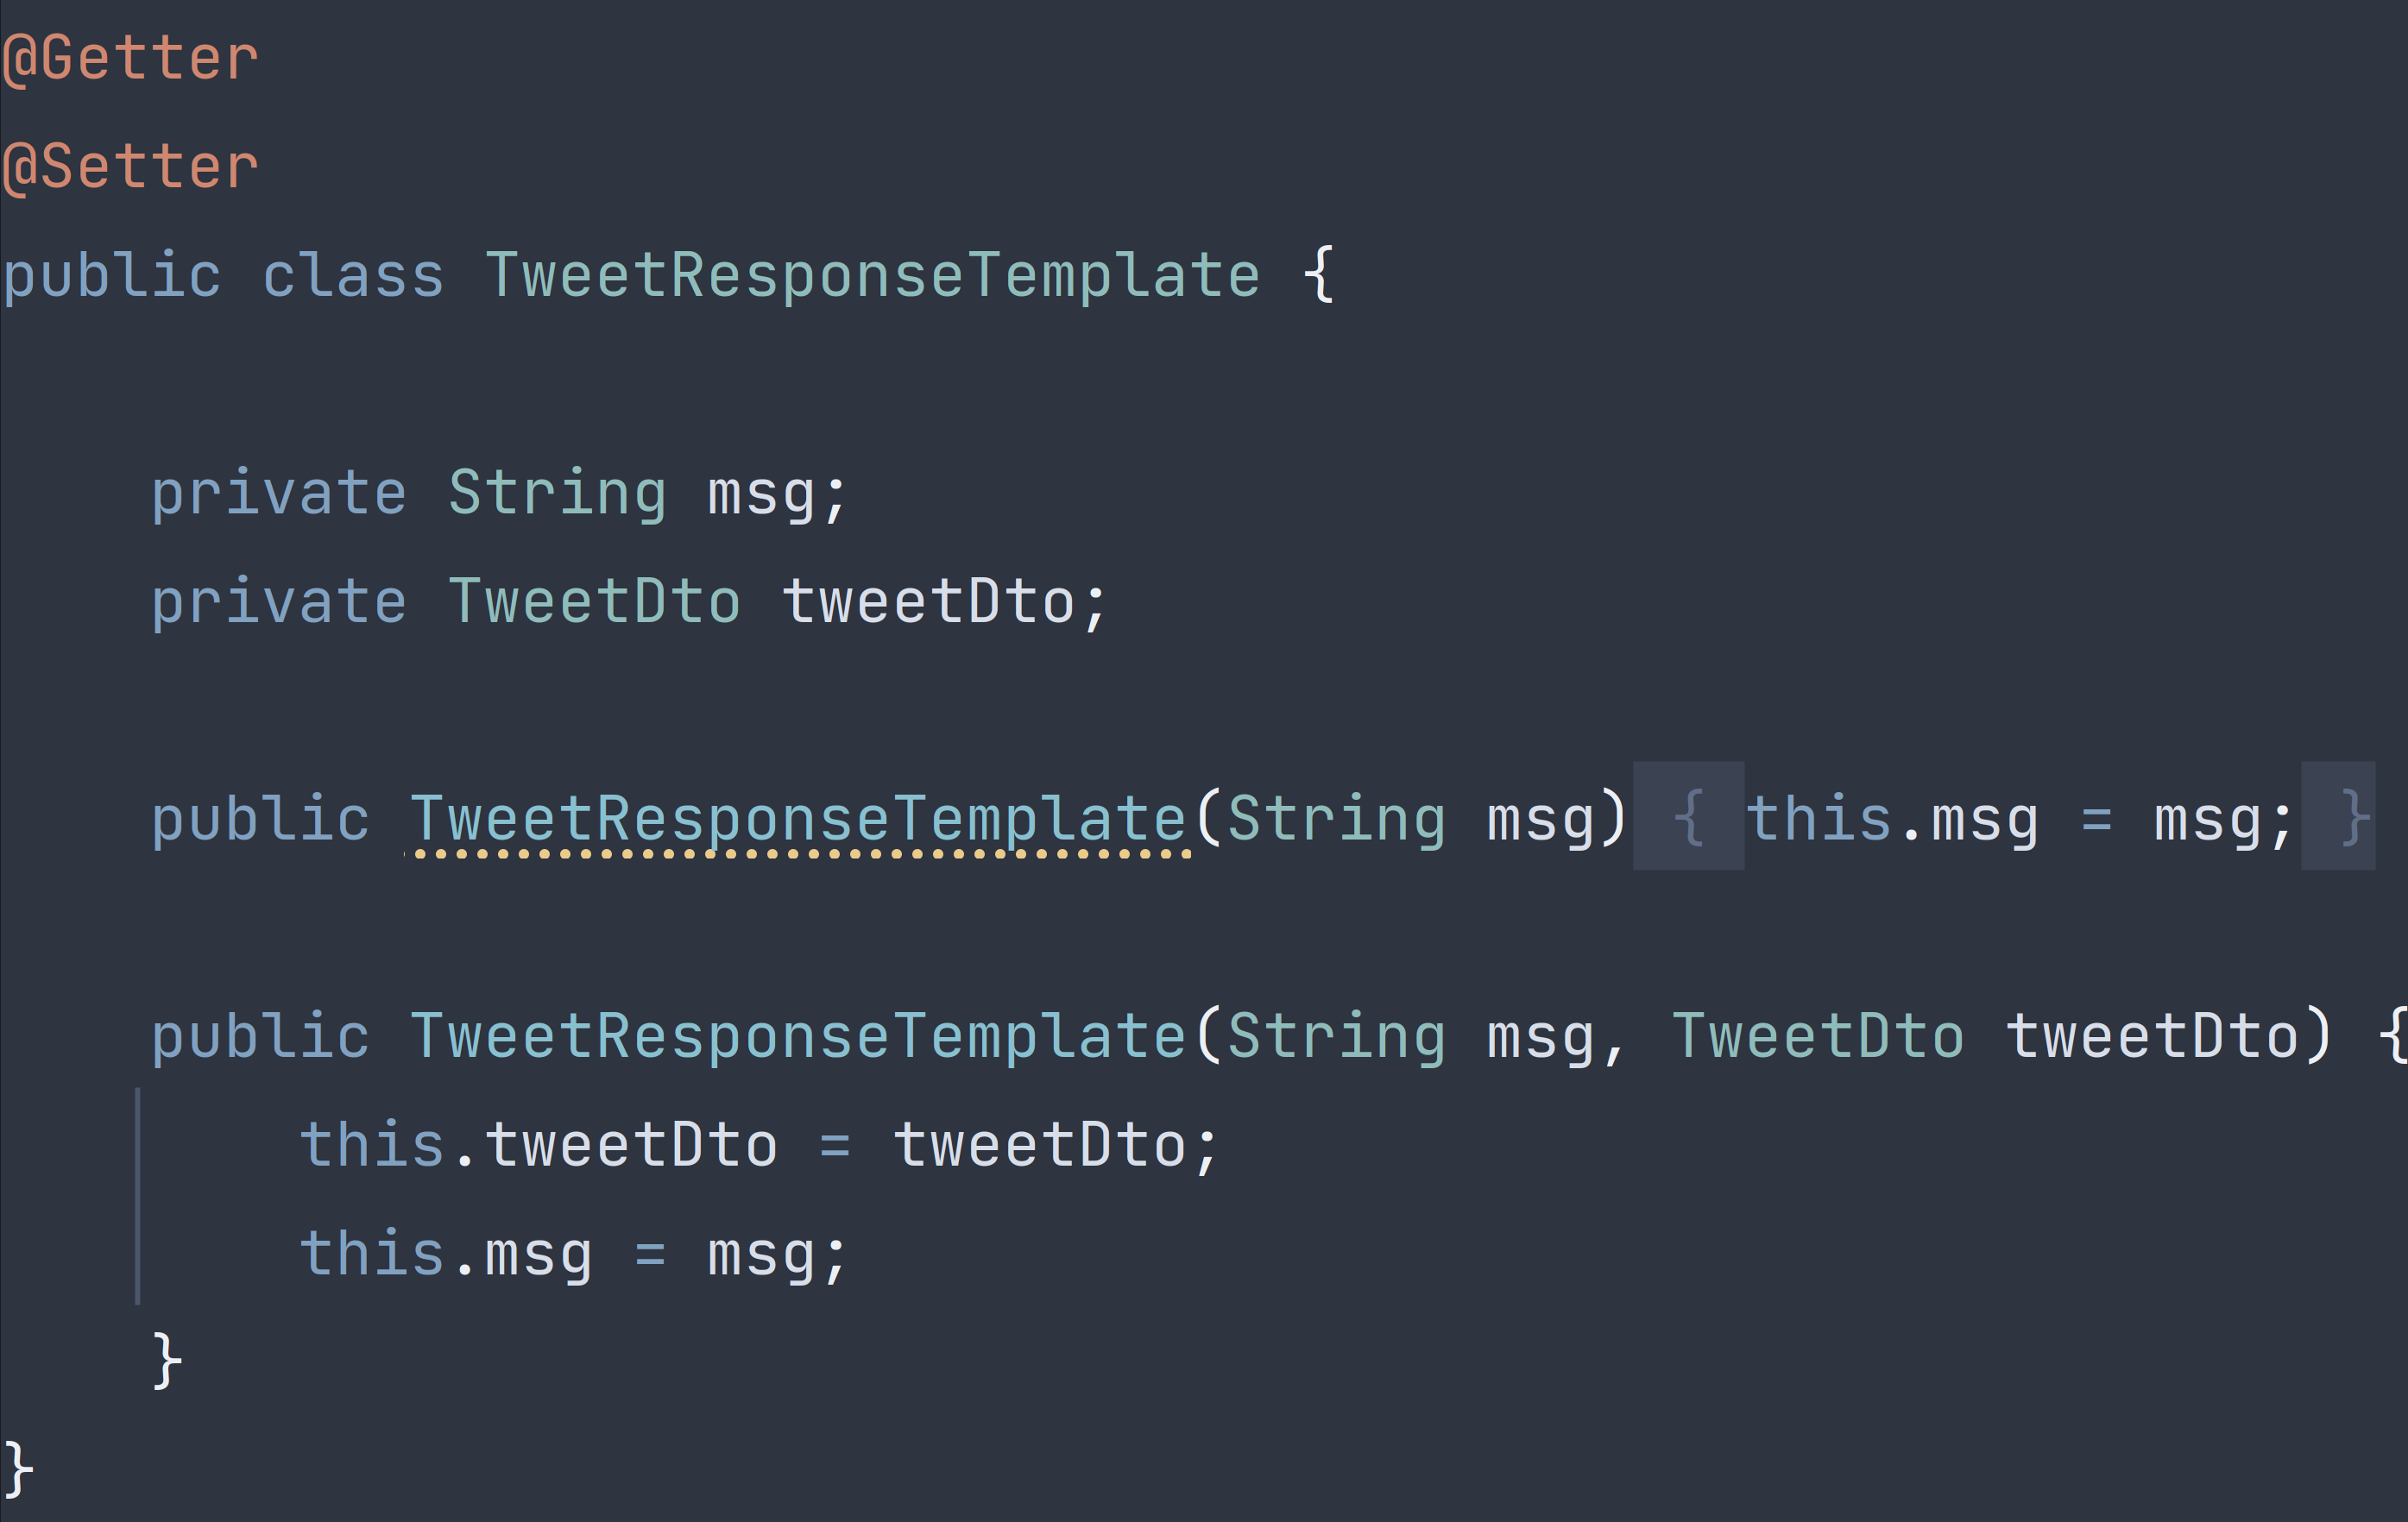 @Getter
@Setter
public class TweetResponseTemplate {
private String msg;
private TweetDto tweetDto;
public TweetResponseTemplate(String msg) { this.msg = msg; }
public TweetResponseTemplate(String msg, TweetDto tweetDto) {
this.tweetDto = tweetDto;
this.msg = msg;
}
}